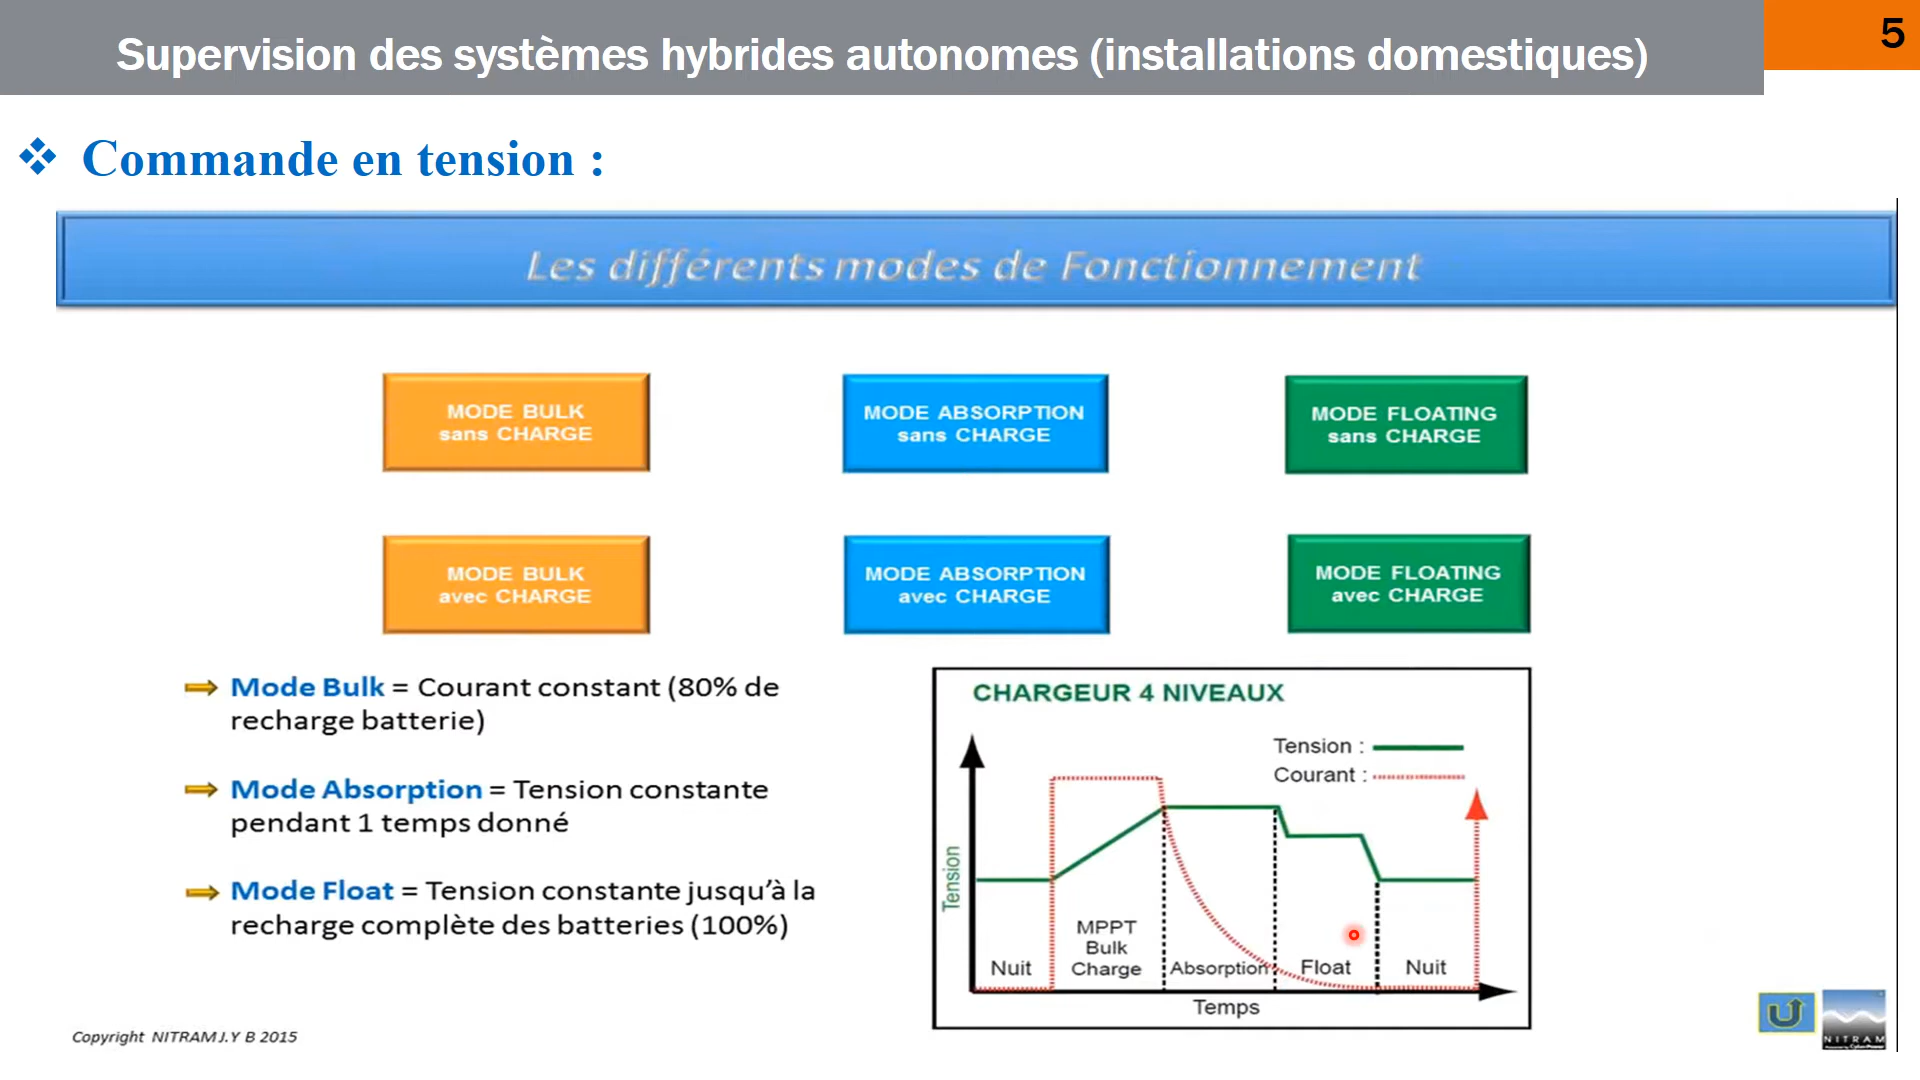 Supervision des systèmes hybrides autonomes (installations domestiques)
5
Commande en tension :
Les différents modes de Fonctionnement
MODE BULK
sans CHARGE
MODE ABSORPTION
sans CHARGE
MODE FLOATING
sans CHARGE
MODE BULK
avec CHARGE
MODE ABSORPTION
avec CHARGE
MODE FLOATING
avec CHARGE
Mode Bulk = Courant constant (80% de
recharge batterie)
Mode Absorption = Tension constante
pendant 1 temps donné
Mode Float = Tension constante jusqu'à la
recharge complète des batteries (100%)
CHARGEUR 4 NIVEAUX
Tension :
Courant :
Tension
Nuit
MPPT
Bulk
Charge
Absorption
Float
Nuit
Temps
Copyright NITRAM J.Y B 2015
NITRAM